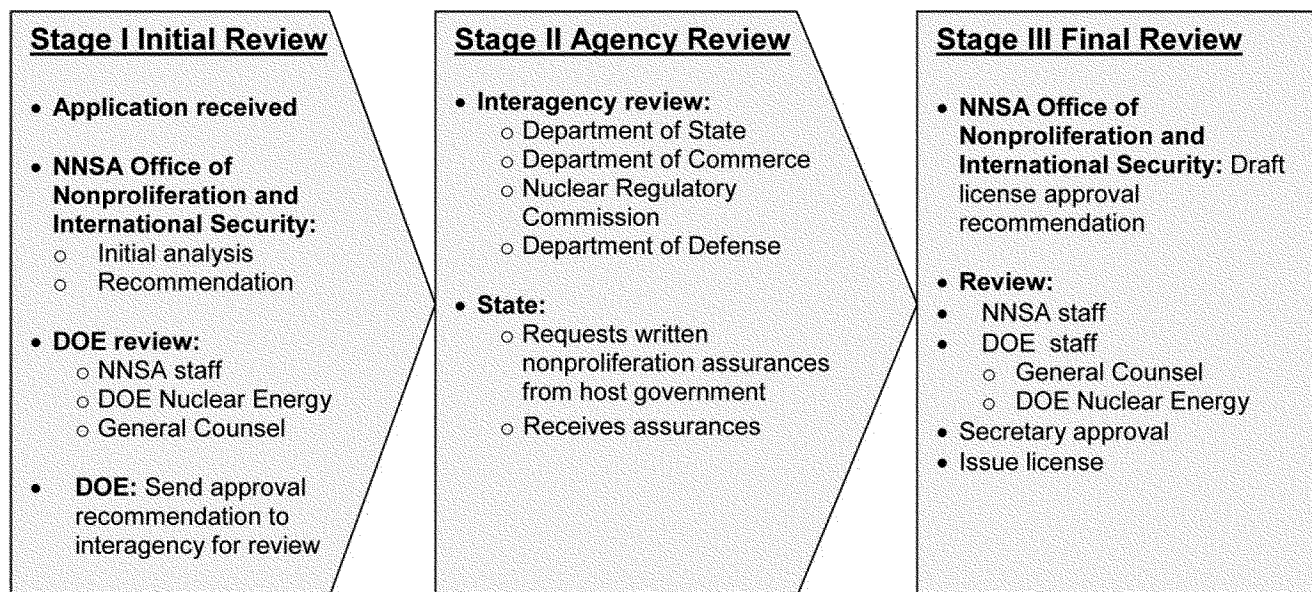 Stage I Initial Review
• Application received
• NNSA Office of
Nonproliferation and
International Security:
○ Initial analysis
○ Recommendation
• DOE review:
○ NNSA staff
○ DOE Nuclear Energy
○ General Counsel
• DOE: Send approval
recommendation to
interagency for review
Stage II Agency Review
• Interagency review:
○ Department of State
○ Department of Commerce
○ Nuclear Regulatory
Commission
○ Department of Defense
• State:
○ Requests written
nonproliferation assurances
from host government
○ Receives assurances
Stage III Final Review
• NNSA Office of
Nonproliferation and
International Security: Draft
license approval
recommendation
• Review:
• NNSA staff
• DOE staff
○ General Counsel
○ DOE Nuclear Energy
• Secretary approval
• Issue license